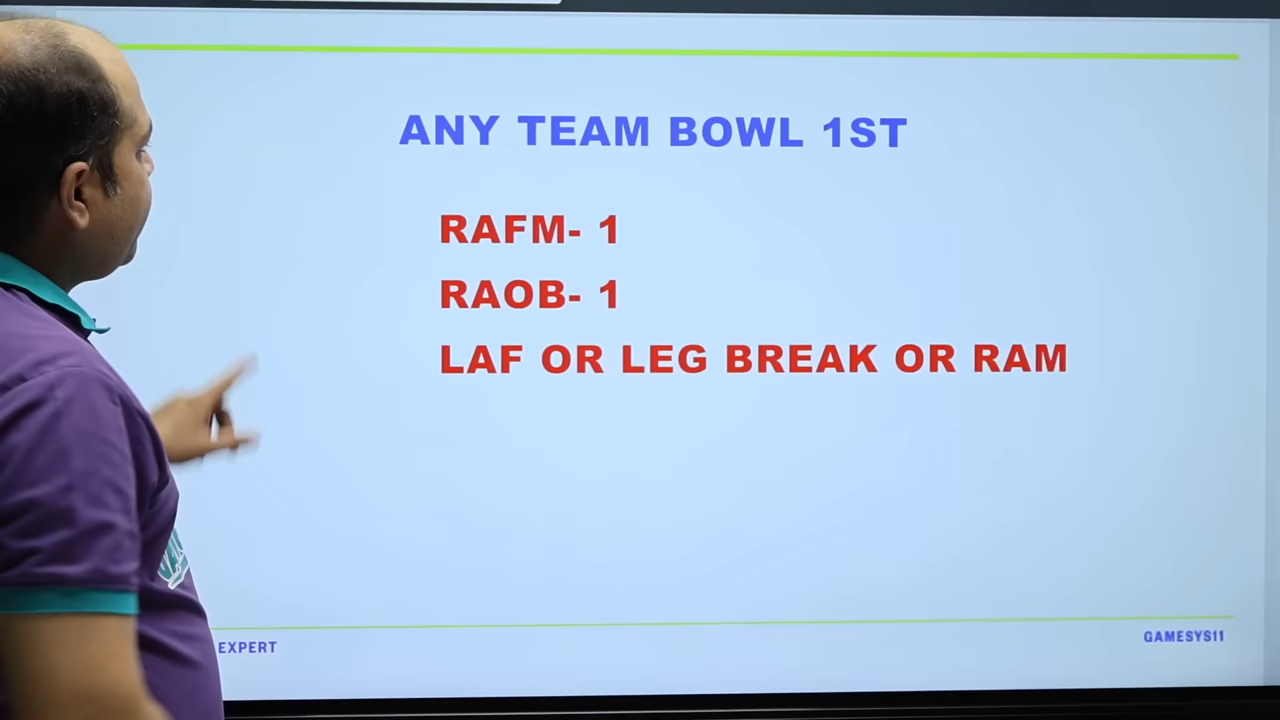 ANY TEAM BOWL 1ST
RAFM- 1
RAOB- 1
LAF OR LEG BREAK OR RAM
EXPERT
GAMESYS11